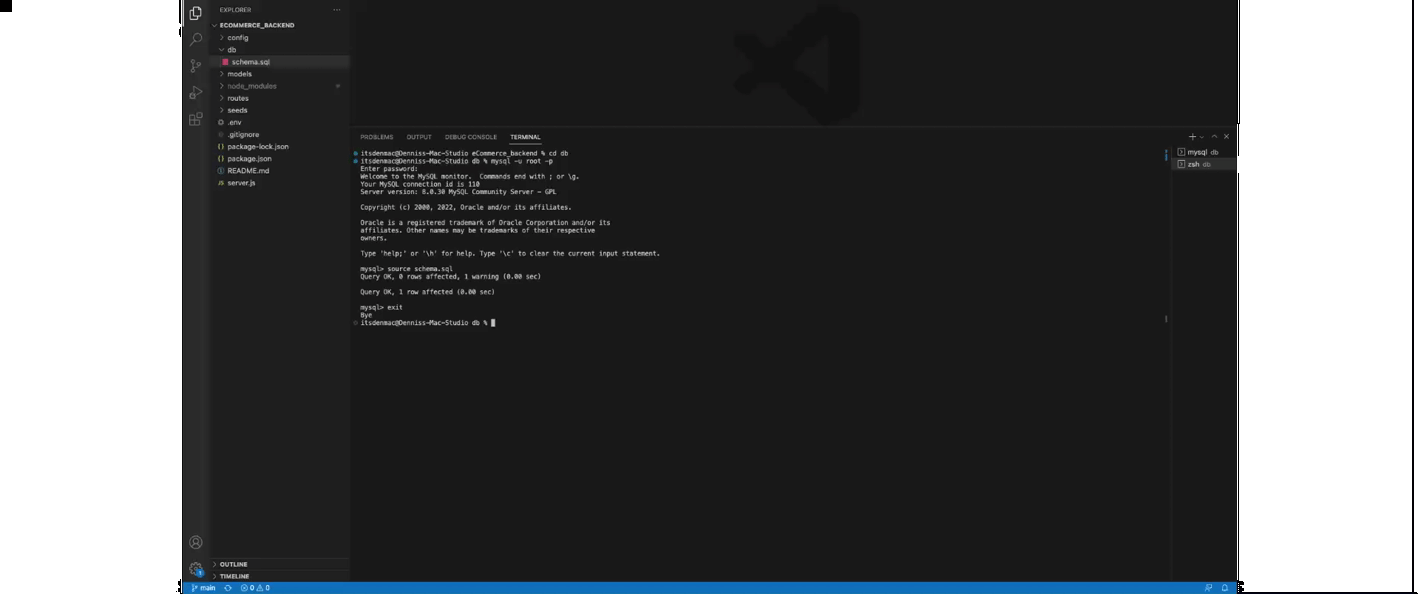 EXPLORER
ECOMMERCE_BACKEND
config
db
schema.sql
models
node_modules
routes
seeds
.env
.gitignore
package-lock.json
package.json
README.md
server.js
OUTLINE
TIMELINE
PROBLEMS OUTPUT DEBUG CONSOLE TERMINAL
itsdenmac@Denniss-Mac-Studio eCommerce_backend % cd db
itsdenmac@Denniss-Mac-Studio db % mysql -u root -p
Enter password:
Welcome to the MySQL monitor. Commands end with ; or \g.
Your MySQL connection id is 110
Server version: 8.0.30 MySQL Community Server - GPL
Copyright (c) 2000, 2022, Oracle and/or its affiliates.
Oracle is a registered trademark of Oracle Corporation and/or its
affiliates. Other names may be trademarks of their respective
owners.
Type 'help;' or '\h' for help. Type '\c' to clear the current input statement.
mysql> source schema.sql
Query OK, 0 rows affected, 1 warning (0.00 sec)
Query OK, 1 row affected (0.00 sec)
mysql> exit
Bye
itsdenmac@Denniss-Mac-Studio db %
mysql db
zsh db
1
main 0 0